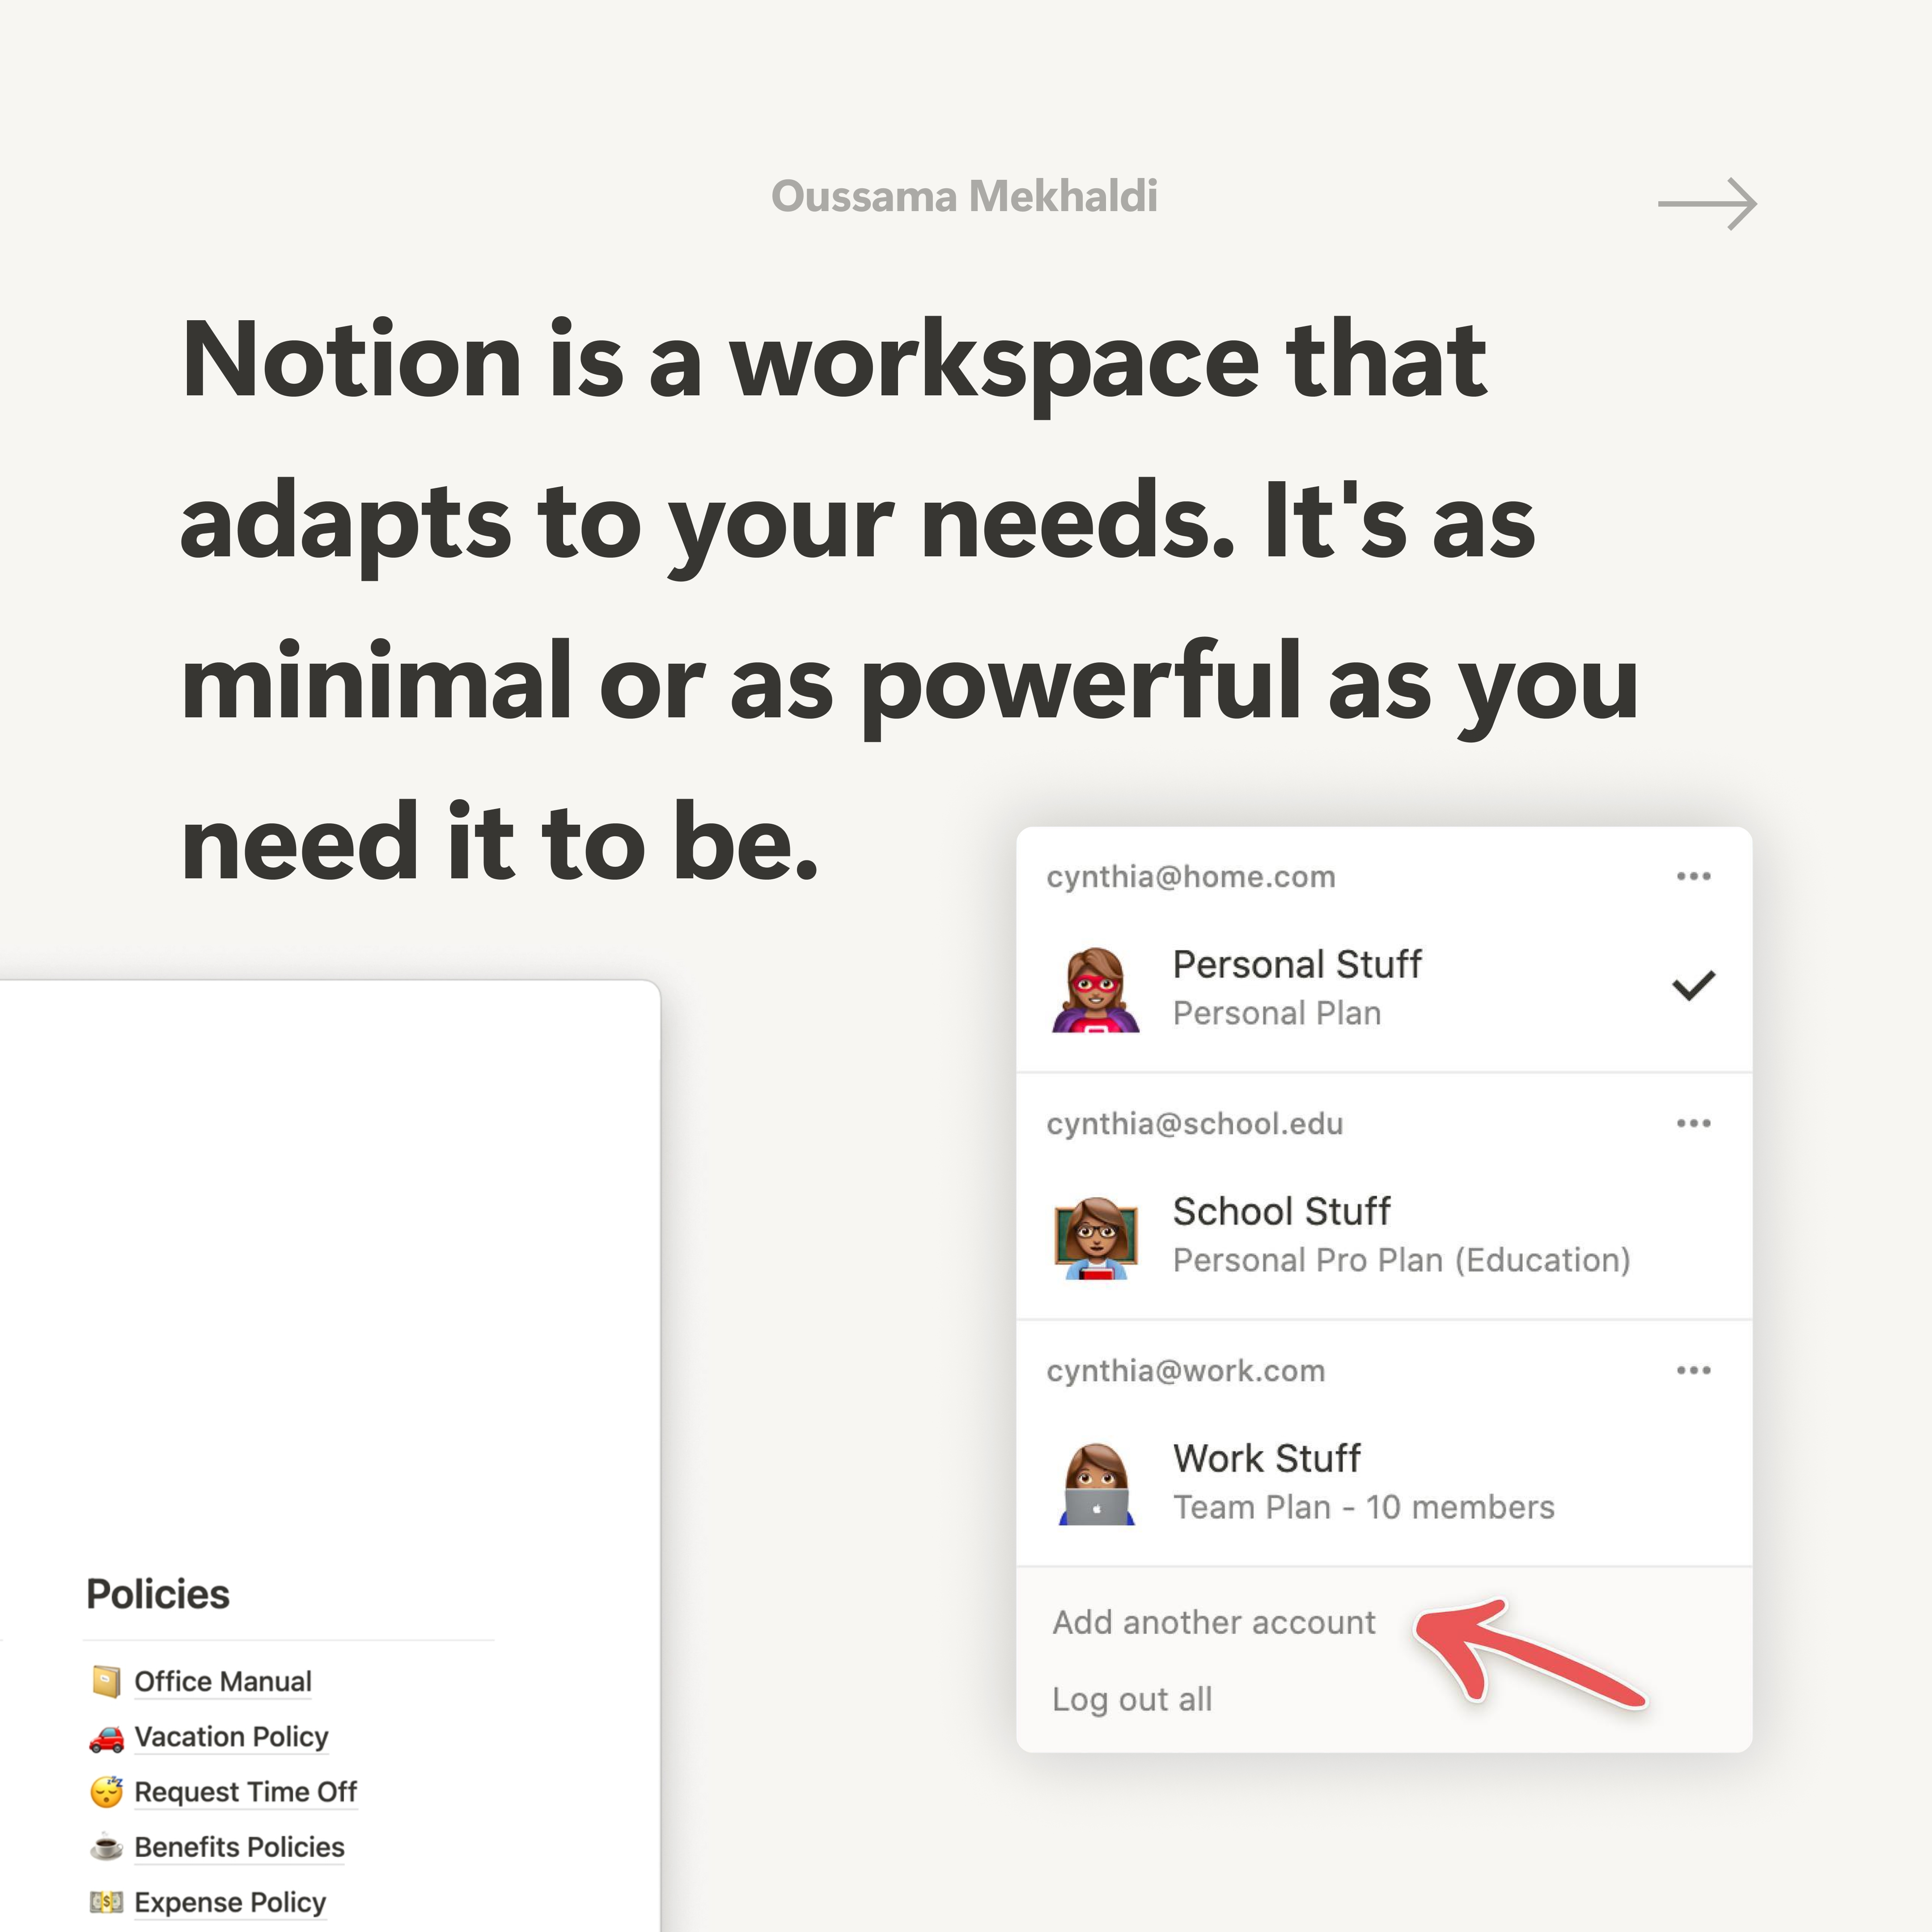 Oussama Mekhaldi
Notion is a workspace that
adapts to your needs. It's as
minimal or as powerful as you
need it to be.
cynthia@home.com
Personal Stuff
Personal Plan
cynthia@school.edu
School Stuff
Personal Pro Plan (Education)
cynthia@work.com
Work Stuff
Team Plan - 10 members
Add another account
Log out all
Policies
Office Manual
Vacation Policy
Request Time Off
Benefits Policies
Expense Policy